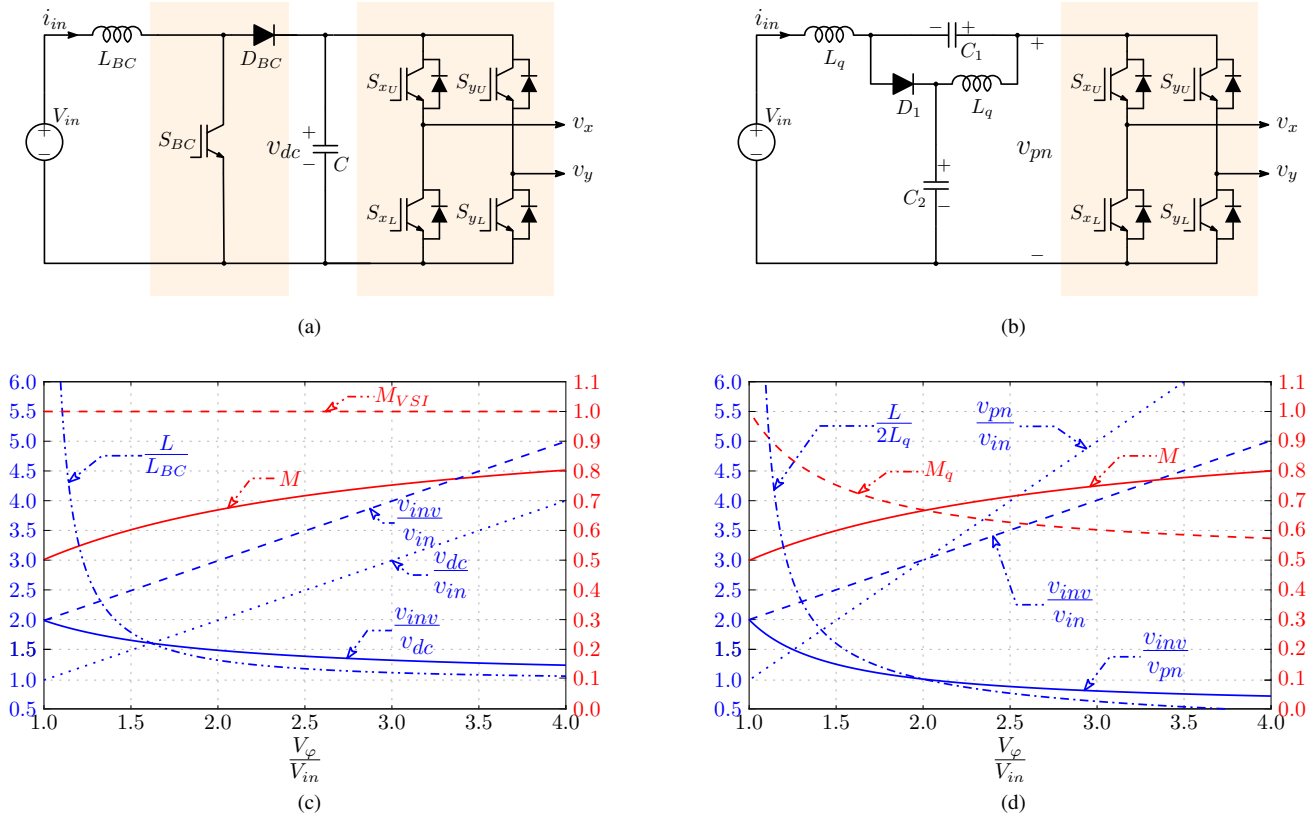 i_in L_BC D_BC S_BC V_in + − v_dc + − C S_xU S_yU S_xL S_yL v_x v_y
(a)
i_in L_q − + C_1 + D_1 L_q V_in + − C_2 + − v_pn − S_xU S_yU S_xL S_yL v_x v_y
(b)
6.0 5.5 5.0 4.5 4.0 3.5 3.0 2.5 2.0 1.5 1.0 0.5
1.1 1.0 0.9 0.8 0.7 0.6 0.5 0.4 0.3 0.2 0.1 0.0
M_VSI
L/L_BC
M
v_inv/v_in
v_dc/v_in
v_inv/v_dc
1.0 1.5 2.0 2.5 3.0 3.5 4.0
V_φ/V_in
(c)
6.0 5.5 5.0 4.5 4.0 3.5 3.0 2.5 2.0 1.5 1.0 0.5
1.1 1.0 0.9 0.8 0.7 0.6 0.5 0.4 0.3 0.2 0.1 0.0
L/2L_q
v_pn/v_in
M_q
M
v_inv/v_in
v_inv/v_pn
1.0 1.5 2.0 2.5 3.0 3.5 4.0
V_φ/V_in
(d)